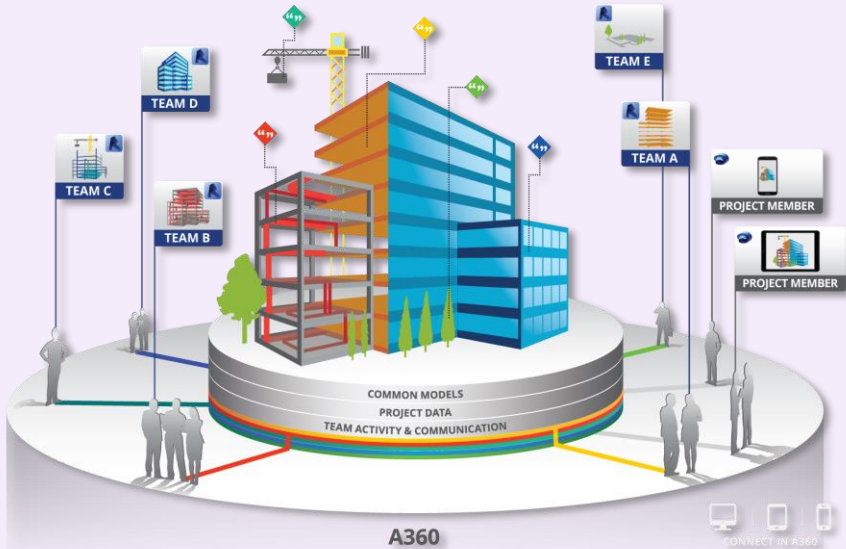 TEAM E
TEAM D
TEAM A
TEAM C
PROJECT MEMBER
TEAM B
PROJECT MEMBER
COMMON MODELS
PROJECT DATA
TEAM ACTIVITY & COMMUNICATION
A360
CONNECT IN A360